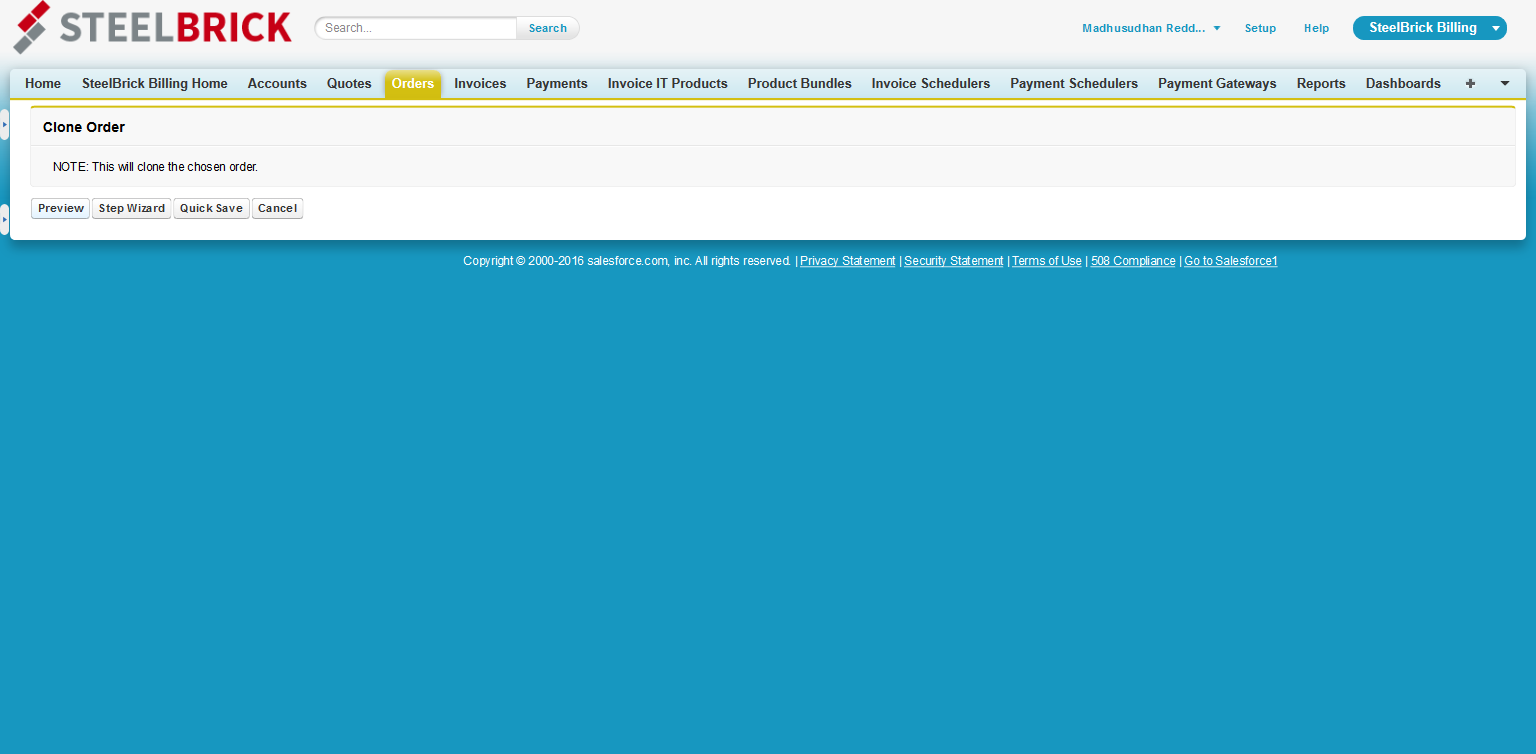 STEELBRICK
Search...
Search
Madhusudhan Redd...
Setup
Help
SteelBrick Billing
Home
SteelBrick Billing Home
Accounts
Quotes
Orders
Invoices
Payments
Invoice IT Products
Product Bundles
Invoice Schedulers
Payment Schedulers
Payment Gateways
Reports
Dashboards
+
Clone Order
NOTE: This will clone the chosen order.
Preview
Step Wizard
Quick Save
Cancel
Copyright © 2000-2016 salesforce.com, inc. All rights reserved. | Privacy Statement | Security Statement | Terms of Use | 508 Compliance | Go to Salesforce1